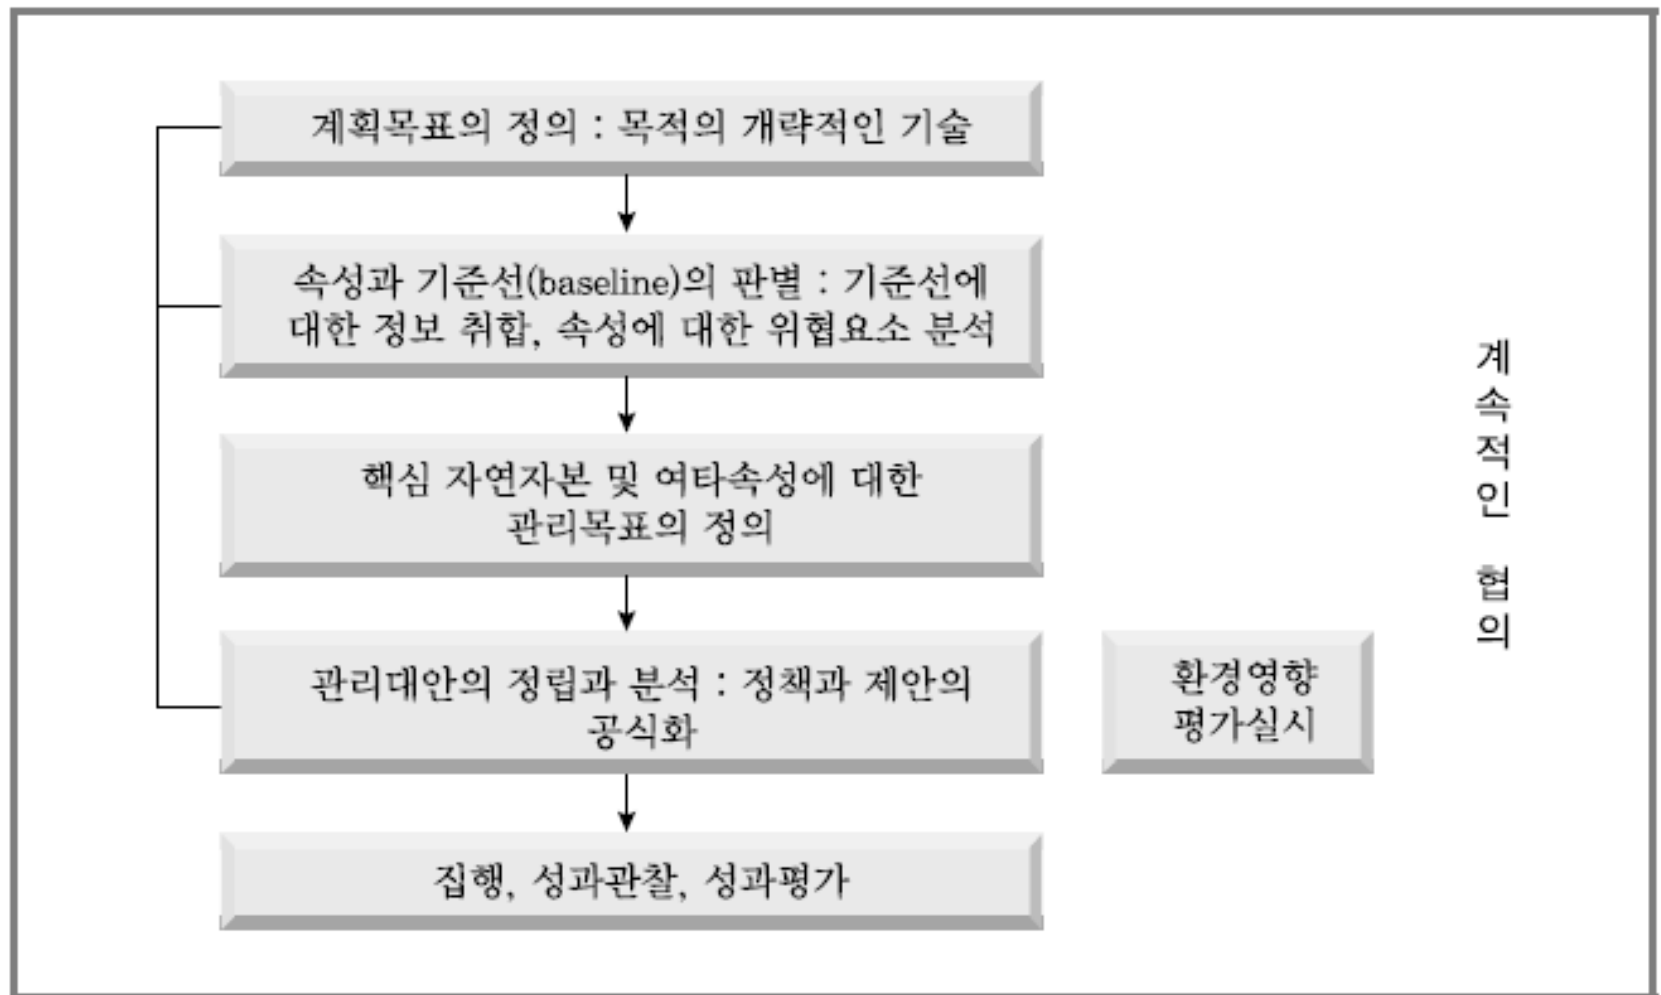 계획목표의 정의 : 목적의 개략적인 기술
속성과 기준선(baseline)의 판별 : 기준선에
대한 정보 취합, 속성에 대한 위협요소 분석
핵심 자연자본 및 여타속성에 대한
관리목표의 정의
관리대안의 정립과 분석 : 정책과 제안의
공식화
환경영향
평가실시
집행, 성과관찰, 성과평가
계속적인 협의